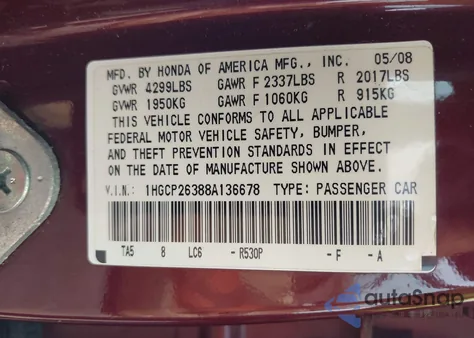 MFD. BY HONDA OF AMERICA MFG., INC. 05/08
GVWR 4299LBS GAWR F 2337LBS R 2017LBS
GVWR 1950KG GAWR F 1060KG R 915KG
THIS VEHICLE CONFORMS TO ALL APPLICABLE
FEDERAL MOTOR VEHICLE SAFETY, BUMPER,
AND THEFT PREVENTION STANDARDS IN EFFECT
ON THE DATE OF MANUFACTURE SHOWN ABOVE.
V.I.N.: 1HGCP26388A136678 TYPE: PASSENGER CAR
TA5 8 LC6 - R530P - F - A
autoSnap